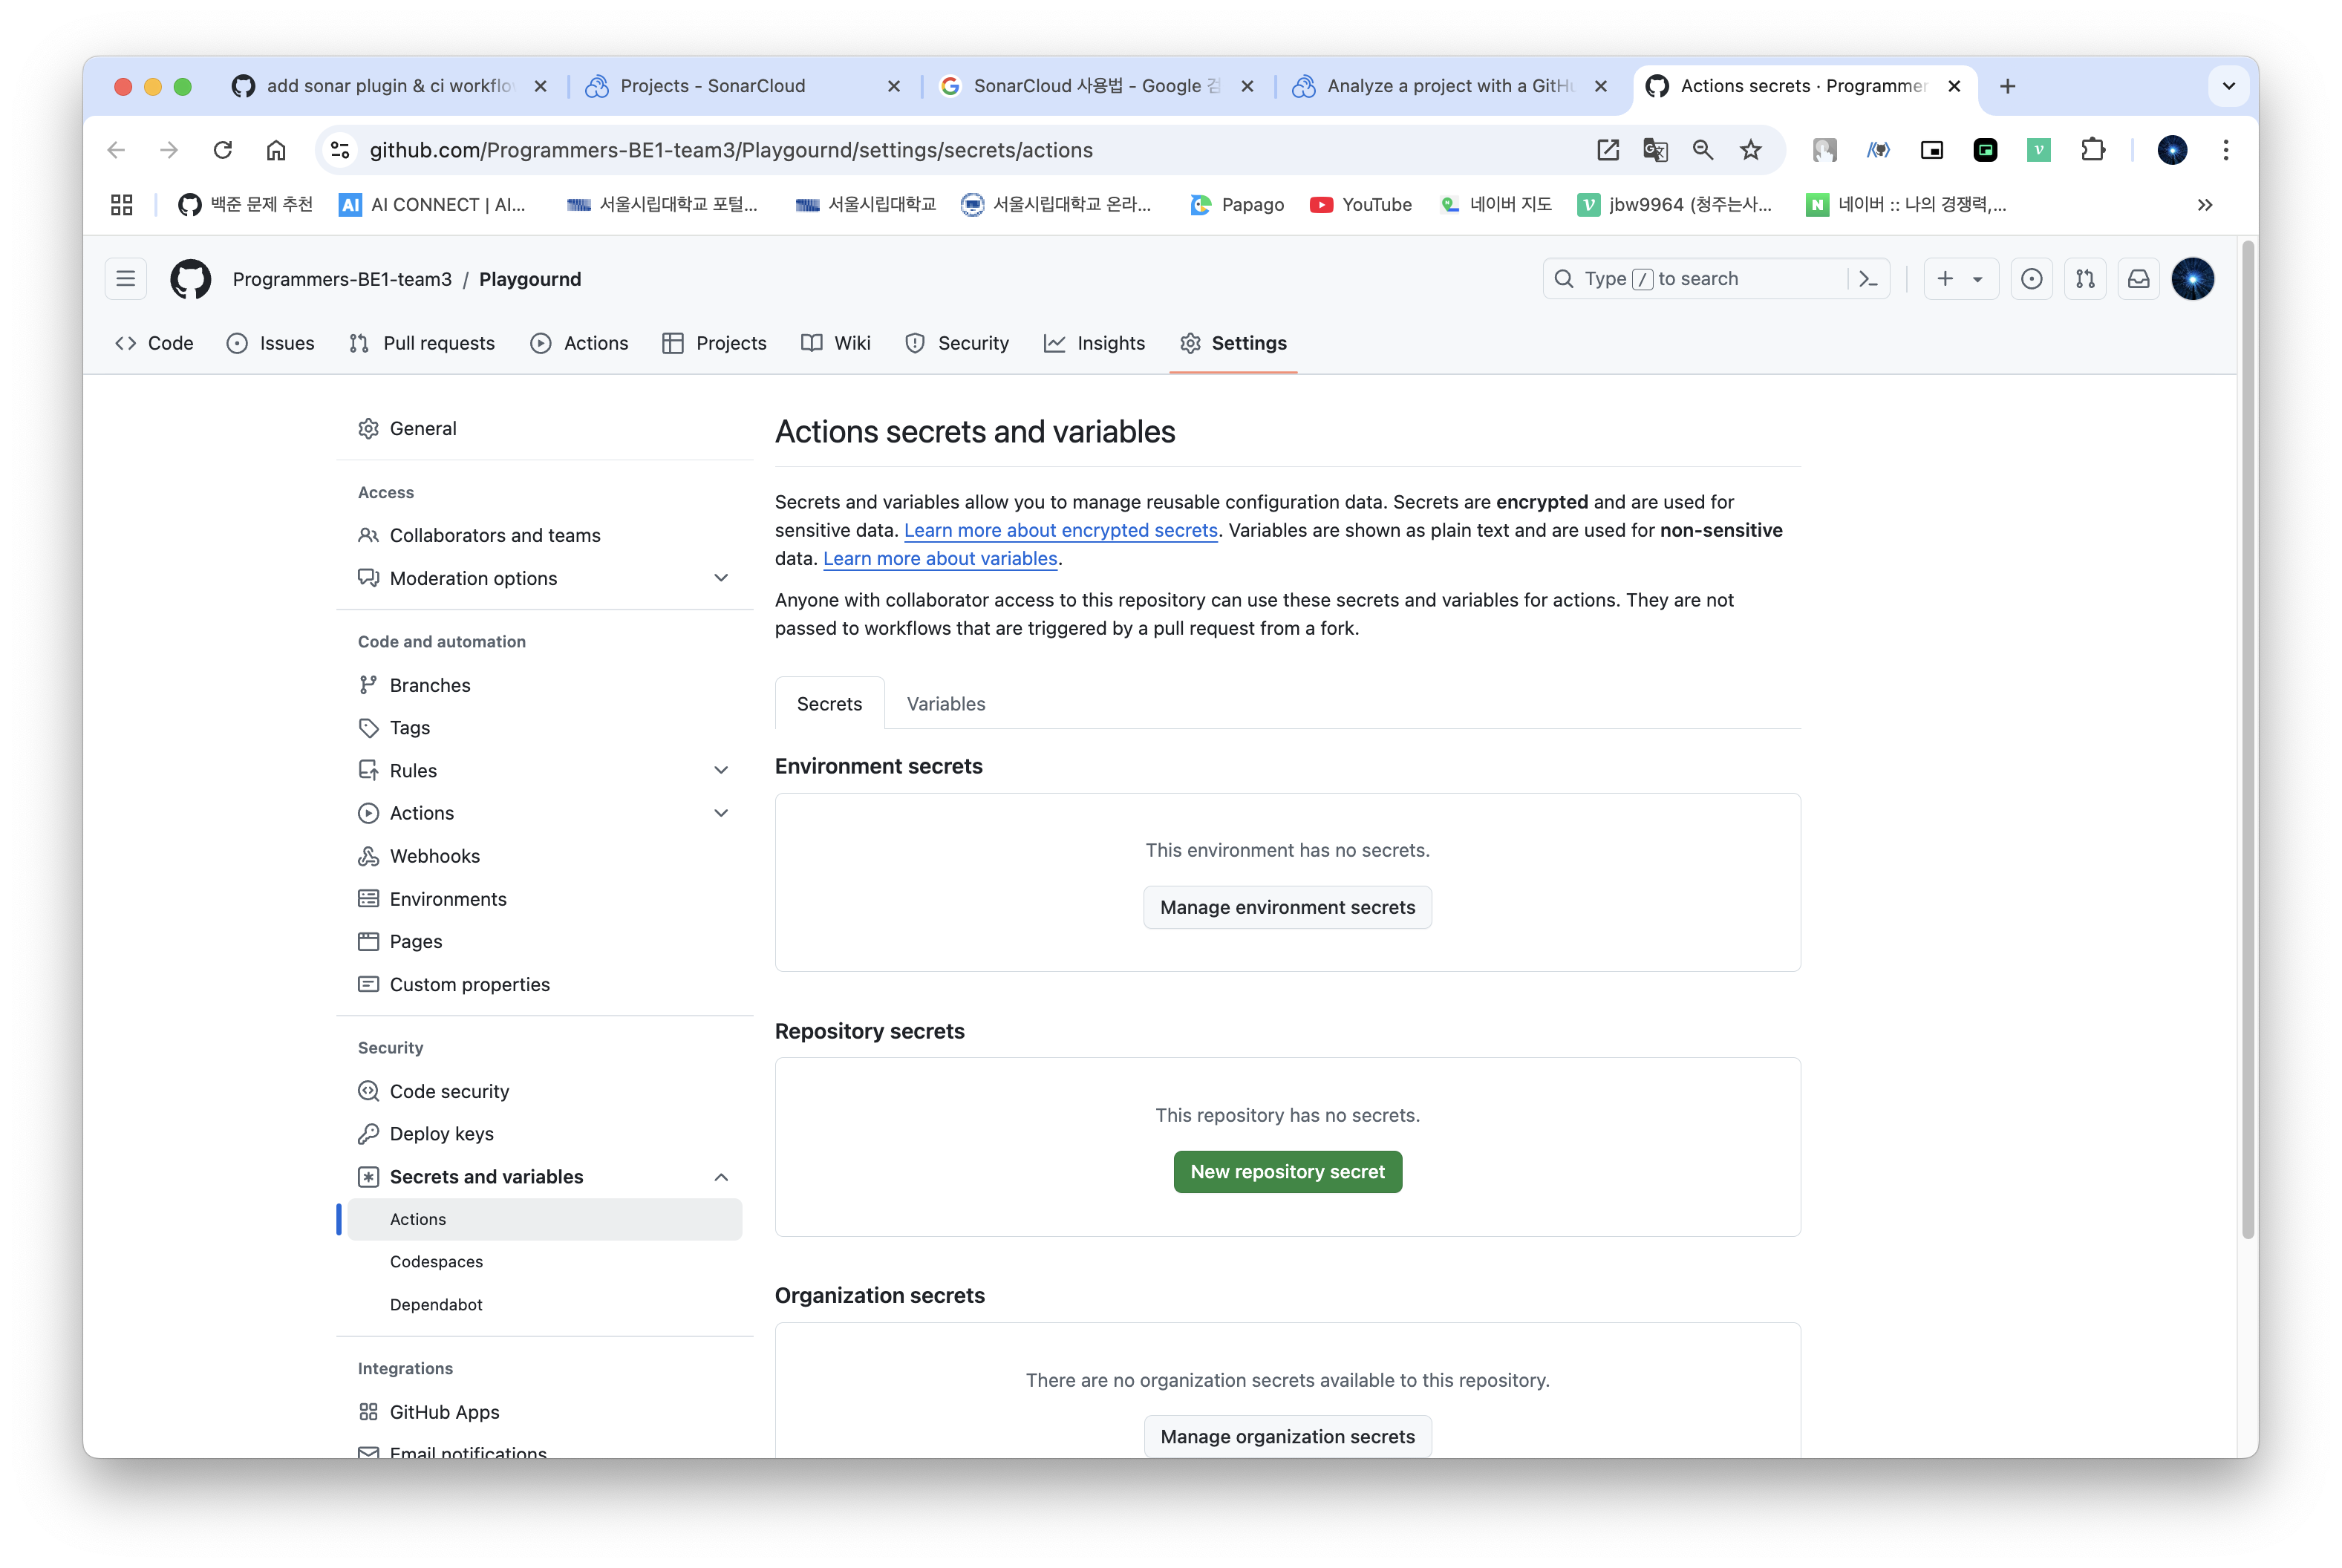 add sonar plugin & ci workflo
Projects - SonarCloud
SonarCloud 사용법 - Google 검
Analyze a project with a GitHu
Actions secrets · Programmer
github.com/Programmers-BE1-team3/Playgournd/settings/secrets/actions
백준 문제 추천
AI CONNECT | AI...
서울시립대학교 포털...
서울시립대학교
서울시립대학교 온라...
Papago
YouTube
네이버 지도
jbw9964 (청주는사...
네이버 :: 나의 경쟁력,...
Programmers-BE1-team3 / Playgournd
Type / to search
Code
Issues
Pull requests
Actions
Projects
Wiki
Security
Insights
Settings
General
Access
Collaborators and teams
Moderation options
Code and automation
Branches
Tags
Rules
Actions
Webhooks
Environments
Pages
Custom properties
Security
Code security
Deploy keys
Secrets and variables
Actions
Codespaces
Dependabot
Integrations
GitHub Apps
Email notifications
Actions secrets and variables
Secrets and variables allow you to manage reusable configuration data. Secrets are encrypted and are used for
sensitive data. Learn more about encrypted secrets. Variables are shown as plain text and are used for non-sensitive
data. Learn more about variables.
Anyone with collaborator access to this repository can use these secrets and variables for actions. They are not
passed to workflows that are triggered by a pull request from a fork.
Secrets
Variables
Environment secrets
This environment has no secrets.
Manage environment secrets
Repository secrets
This repository has no secrets.
New repository secret
Organization secrets
There are no organization secrets available to this repository.
Manage organization secrets